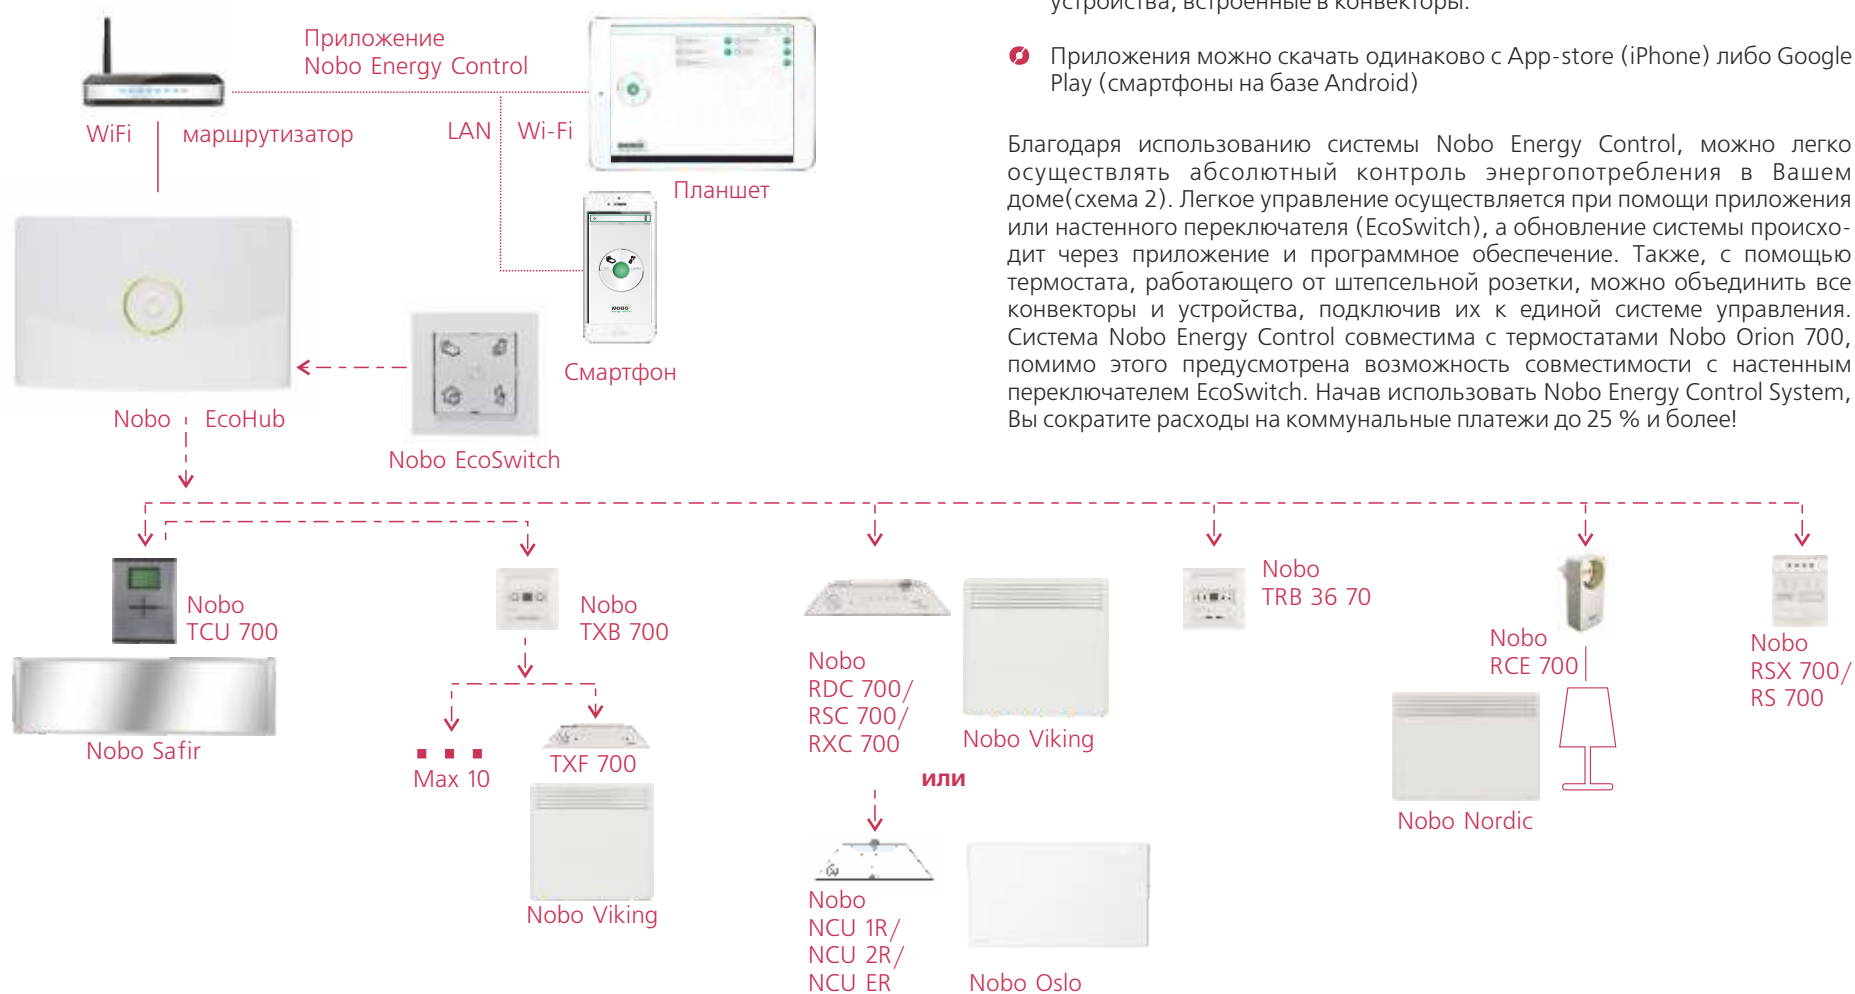 устройства, встроенные в конвекторы.
Приложения можно скачать одинаково с App-store (iPhone) либо Google
Play (смартфоны на базе Android)
Благодаря использованию системы Nobo Energy Control, можно легко
осуществлять абсолютный контроль энергопотребления в Вашем
доме(схема 2). Легкое управление осуществляется при помощи приложения
или настенного переключателя (EcoSwitch), а обновление системы происхо-
дит через приложение и программное обеспечение. Также, с помощью
термостата, работающего от штепсельной розетки, можно объединить все
конвекторы и устройства, подключив их к единой системе управления.
Система Nobo Energy Control совместима с термостатами Nobo Orion 700,
помимо этого предусмотрена возможность совместимости с настенным
переключателем EcoSwitch. Начав использовать Nobo Energy Control System,
Вы сократите расходы на коммунальные платежи до 25 % и более!
Приложение
Nobo Energy Control
WiFi маршрутизатор
LAN Wi-Fi
Планшет
NOBO
Смартфон
Nobo EcoHub
Nobo EcoSwitch
Nobo
TCU 700
Nobo Safir
Nobo
TXB 700
Max 10
TXF 700
Nobo Viking
Nobo
RDC 700/
RSC 700/
RXC 700
Nobo Viking
или
Nobo
NCU 1R/
NCU 2R/
NCU ER
Nobo Oslo
Nobo
TRB 36 70
Nobo
RCE 700
Nobo Nordic
Nobo
RSX 700/
RS 700